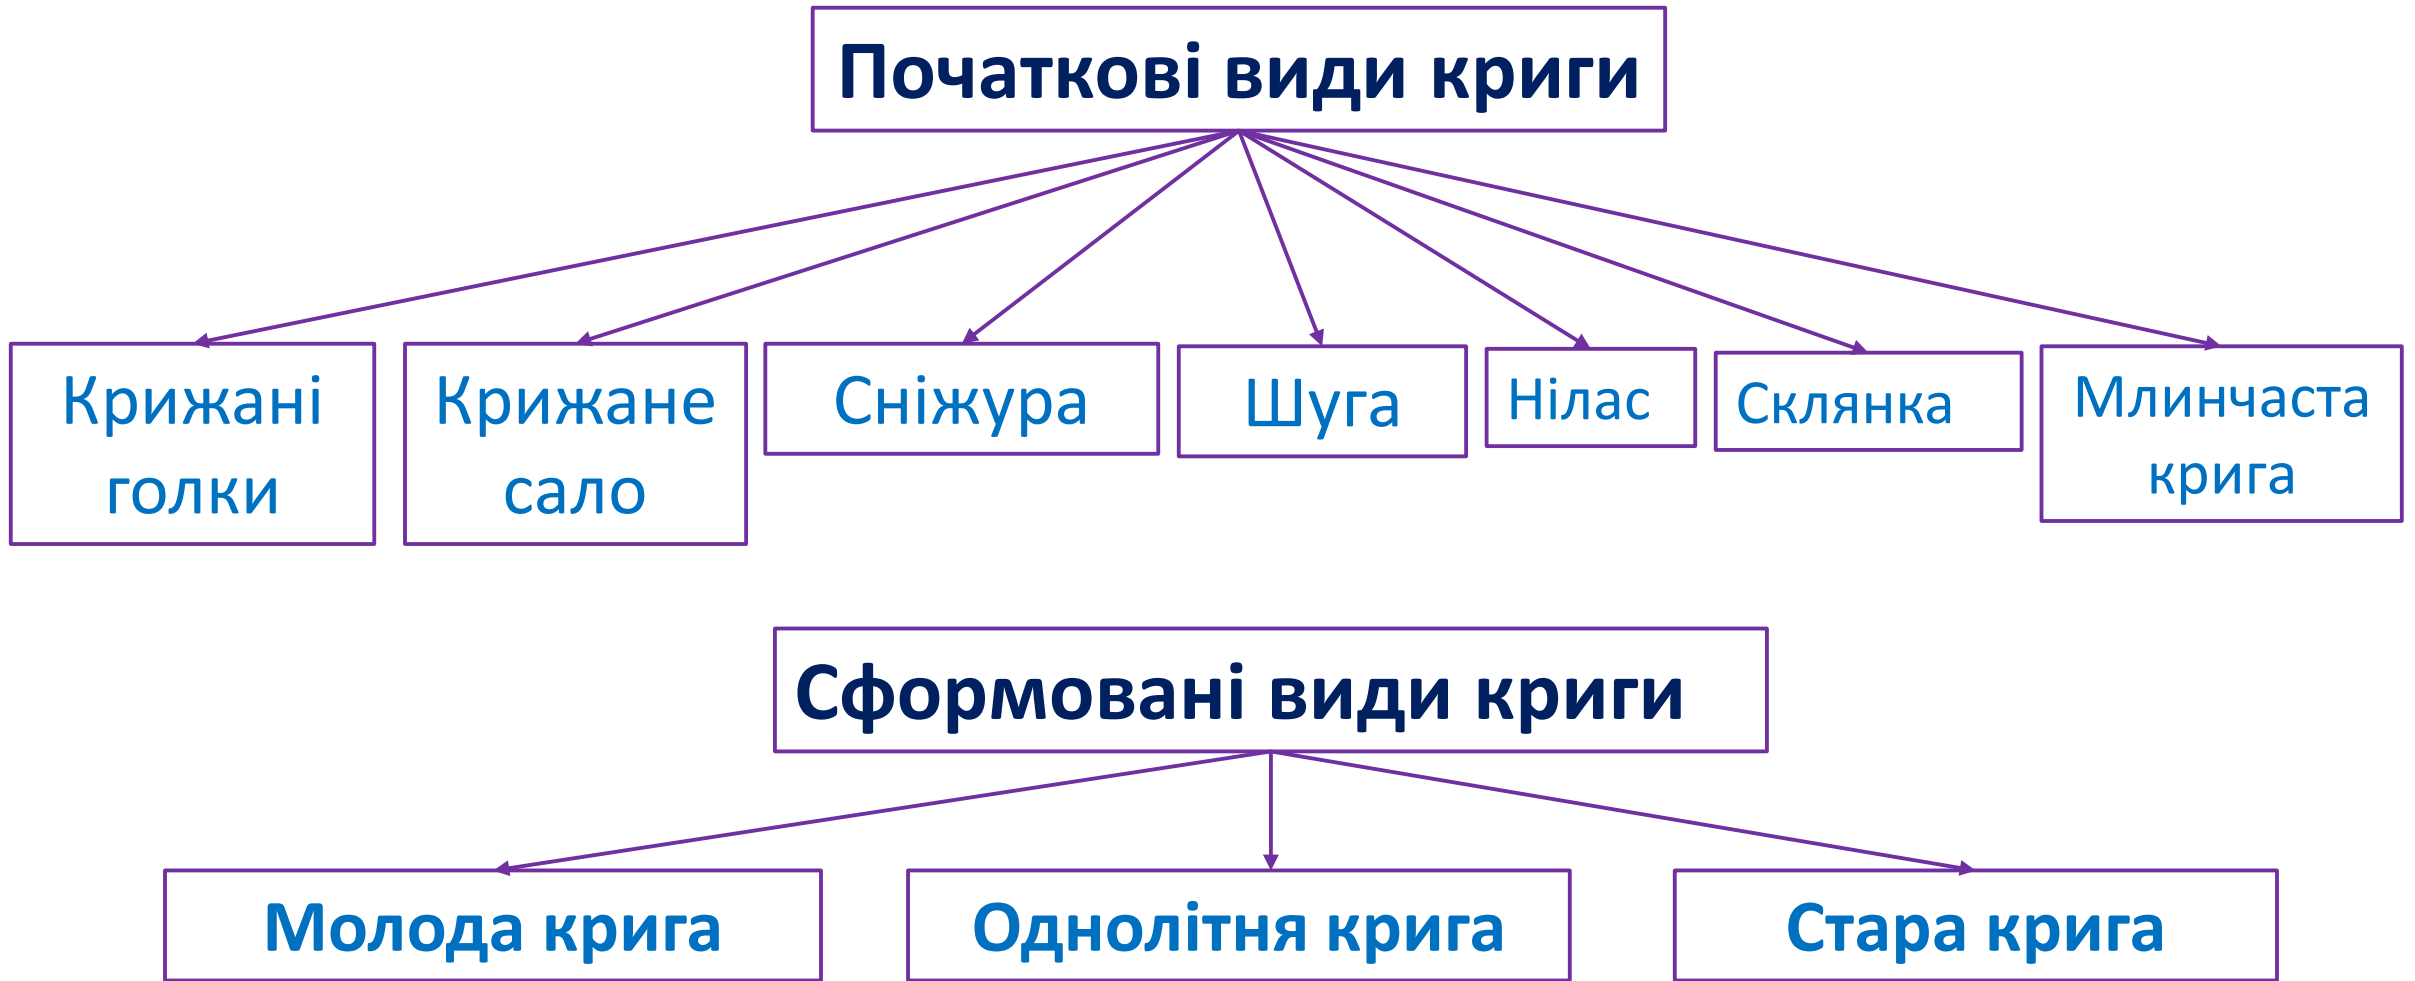 Початкові види криги
Крижані
голки
Крижане
сало
Сніжура
Шуга
Нілас
Склянка
Млинчаста
крига
Сформовані види криги
Молода крига
Однолітня крига
Стара крига